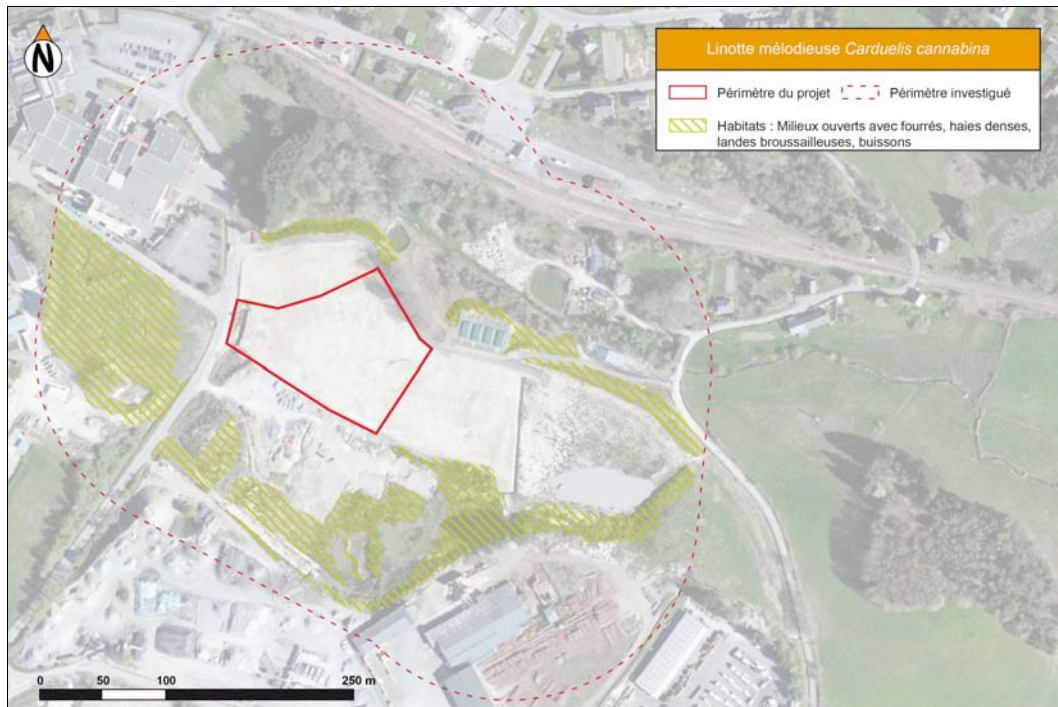 N
Linotte mélodieuse Carduelis cannabina
Périmètre du projet
Périmètre investigué
Habitats : Milieux ouverts avec fourrés, haies denses,
landes broussailleuses, buissons
0 50 100 250 m